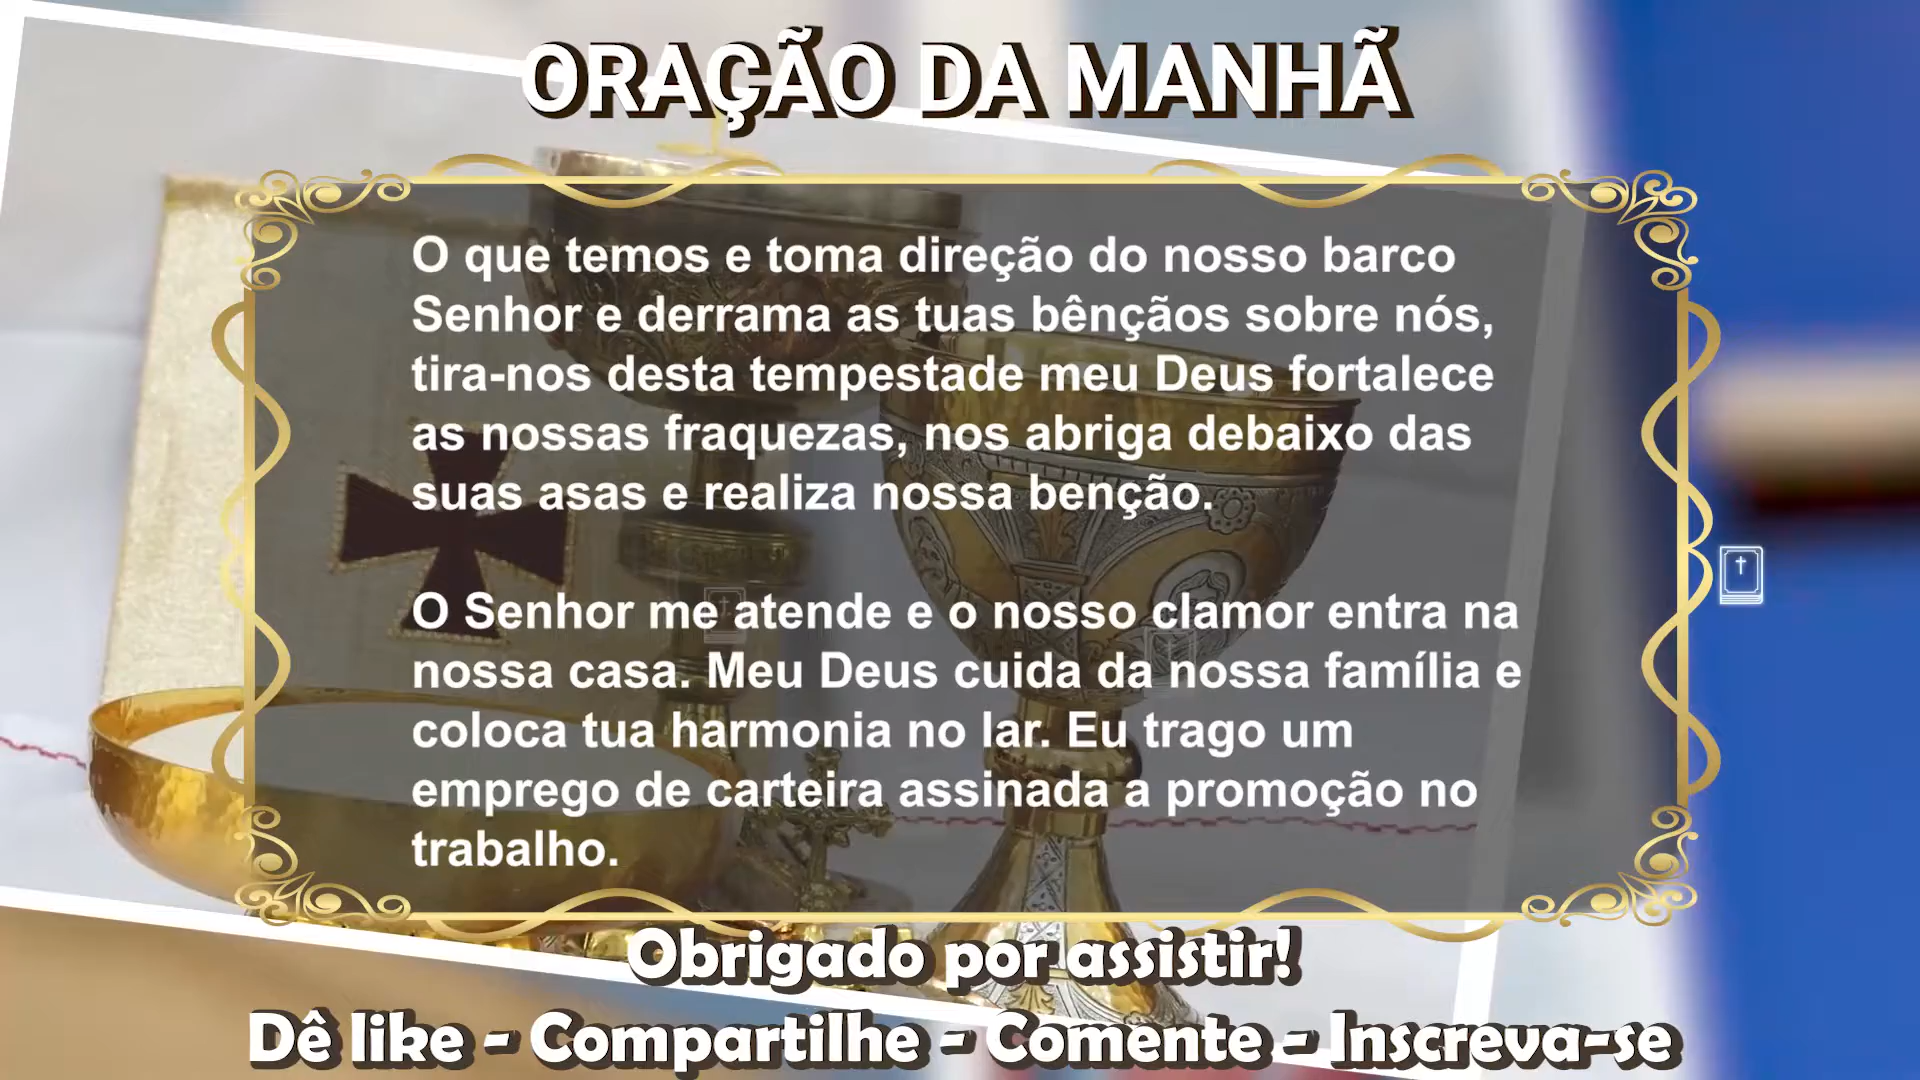 ORAÇÃO DA MANHÃ
O que temos e toma direção do nosso barco
Senhor e derrama as tuas bênçãos sobre nós,
tira-nos desta tempestade meu Deus fortalece
as nossas fraquezas, nos abriga debaixo das
suas asas e realiza nossa benção.
O Senhor me atende e o nosso clamor entra na
nossa casa. Meu Deus cuida da nossa família e
coloca tua harmonia no lar. Eu trago um
emprego de carteira assinada a promoção no
trabalho.
Obrigado por assistir!
Dê like - Compartilhe - Comente - Inscreva-se